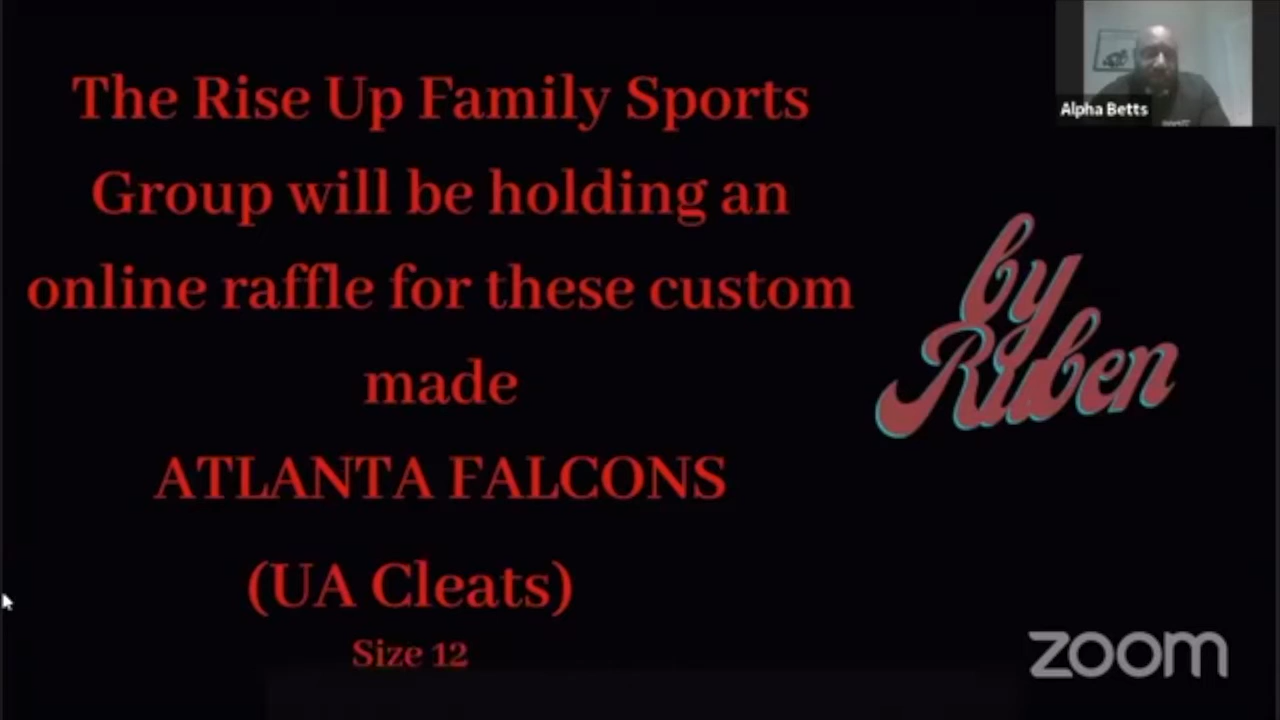 The Rise Up Family Sports
Group will be holding an
online raffle for these custom
made
ATLANTA FALCONS
(UA Cleats)
Size 12
by
Ruben
Alpha Betts
zoom